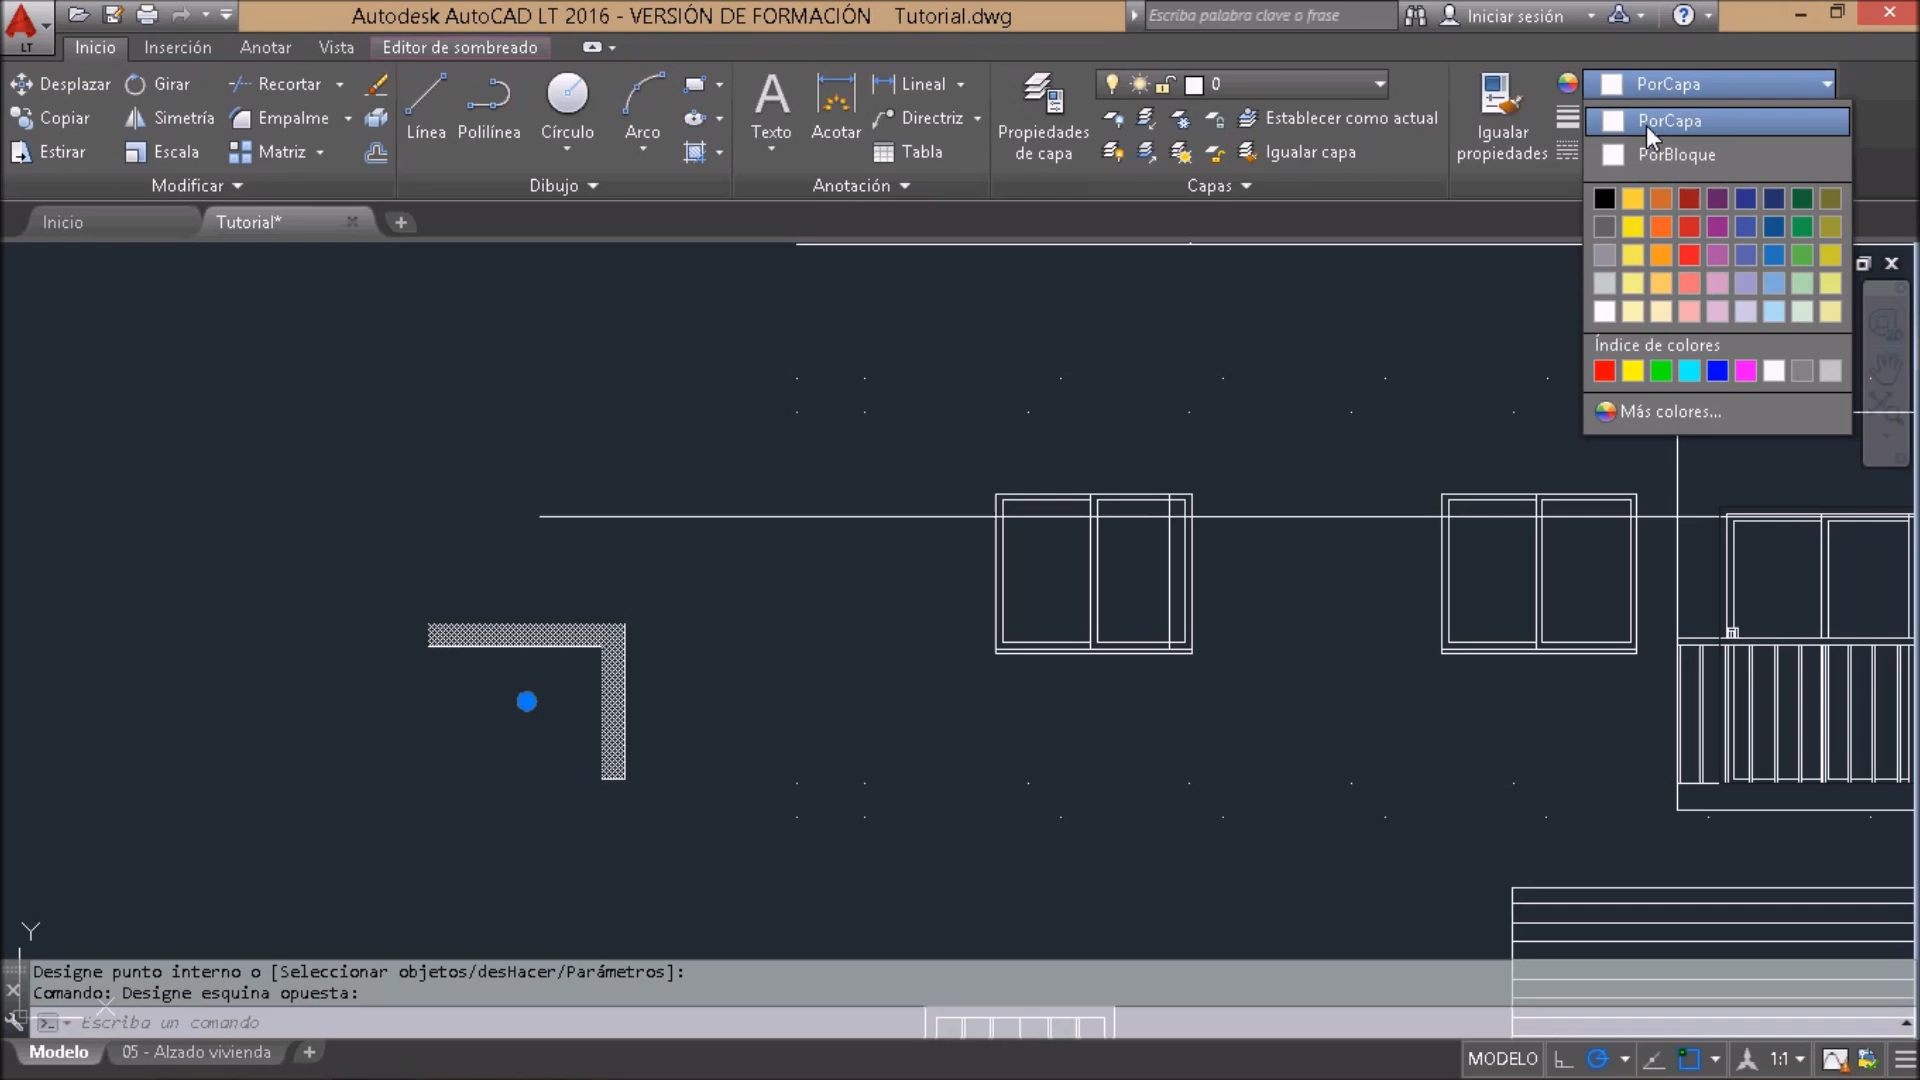 Autodesk AutoCAD LT 2016 - VERSIÓN DE FORMACIÓN Tutorial.dwg
Escriba palabra clave o frase
Iniciar sesión
LT
Inicio Inserción Anotar Vista Editor de sombreado
Desplazar Girar Recortar
Copiar Simetría Empalme
Estirar Escala Matriz
Modificar
Línea Polilínea Círculo Arco
Dibujo
Texto Acotar
Lineal
Directriz
Tabla
Anotación
Propiedades
de capa
0
Establecer como actual
Igualar capa
Capas
Igualar
propiedades
PorCapa
PorCapa
PorBloque
Índice de colores
Más colores...
Inicio Tutorial*
Y
X
Designe punto interno o [Seleccionar objetos/desHacer/Parámetros]:
Comando: Designe esquina opuesta:
Escriba un comando
Modelo 05 - Alzado vivienda
MODELO 1:1